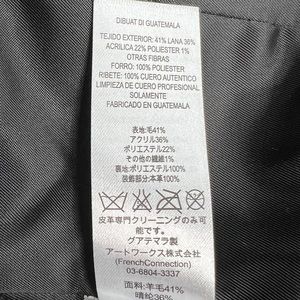 DIBUAT DI GUATEMALA
TEJIDO EXTERIOR: 41% LANA 36%
ACRILICA 22% POLIESTER 1%
OTRAS FIBRAS
FORRO: 100% POLIESTER
RIBETE: 100% CUERO AUTENTICO
LIMPIEZA DE CUERO PROFESIONAL
SOLAMENTE
FABRICADO EN GUATEMALA
表地:毛41%
アクリル36%
ポリエステル22%
その他の繊維1%
裏地:ポリエステル100%
装飾部分:本革100%
皮革専門クリーニングのみ可
能です。
グアテマラ製
アートワークス株式会社
(FrenchConnection)
03-6804-3337
面料:羊毛41%
晴纶36%